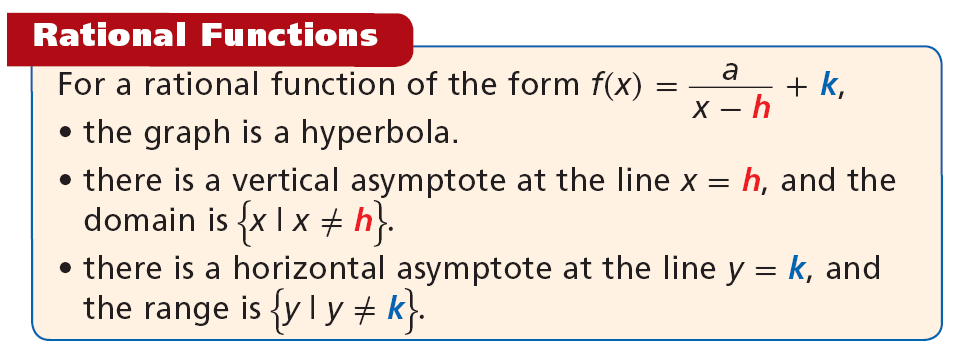 Rational Functions
For a rational function of the form f(x) = a/(x − h) + k,
• the graph is a hyperbola.
• there is a vertical asymptote at the line x = h, and the
domain is {x | x ≠ h}.
• there is a horizontal asymptote at the line y = k, and
the range is {y | y ≠ k}.